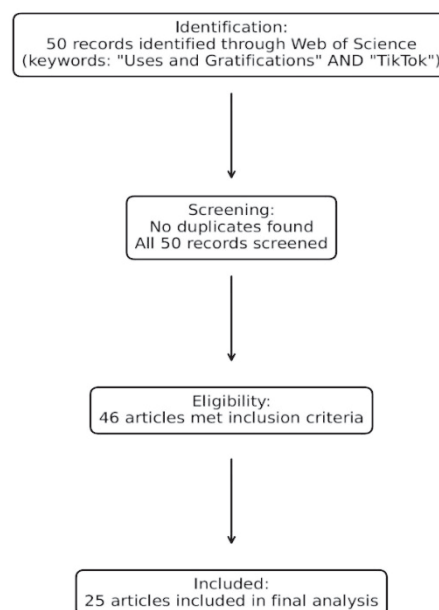 Identification:
50 records identified through Web of Science
(keywords: "Uses and Gratifications" AND "TikTok")
Screening:
No duplicates found
All 50 records screened
Eligibility:
46 articles met inclusion criteria
Included:
25 articles included in final analysis